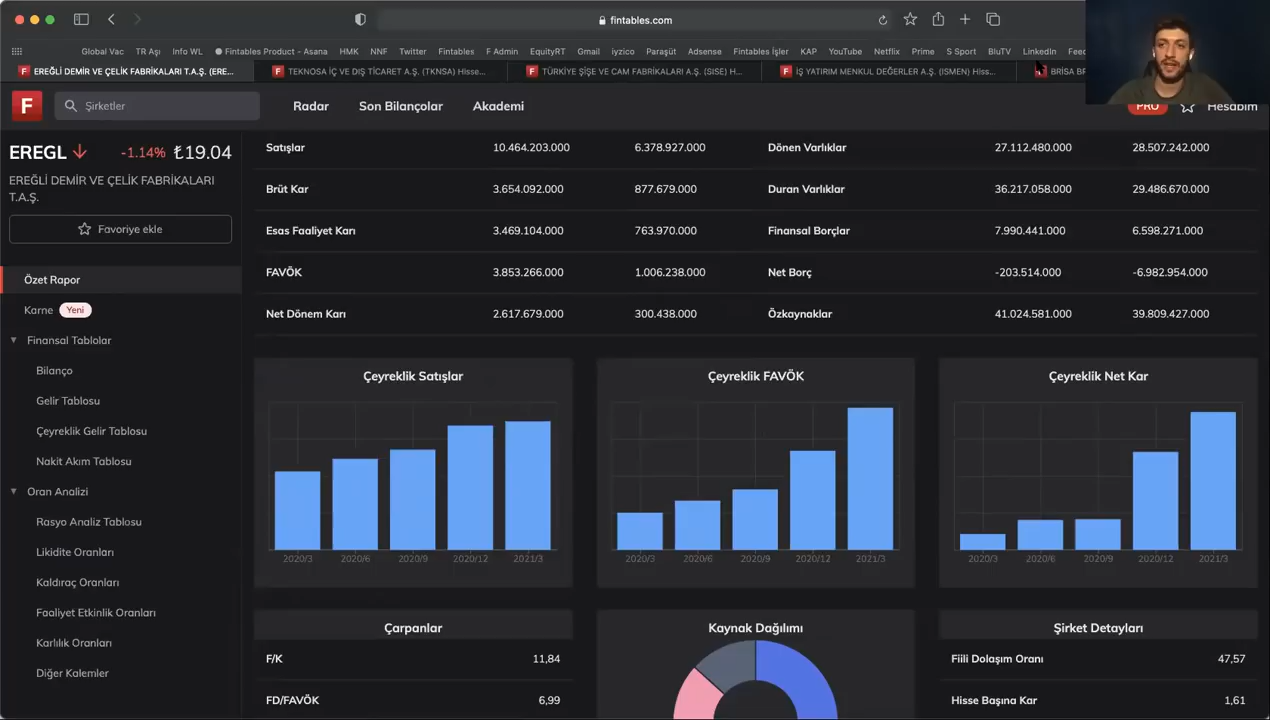 fintables.com
Global Vac TR Aşı Info WL Fintables Product - Asana HMK NNF Twitter Fintables F Admin EquityRT Gmail iyzico Paraşüt Adsense Fintables İşler KAP YouTube Netflix Prime S Sport BluTV LinkedIn Feed
EREĞLİ DEMİR VE ÇELİK FABRİKALARI T.A.Ş. (ERE... TEKNOSA İÇ VE DIŞ TİCARET A.Ş. (TKNSA) Hisse... TÜRKİYE ŞİŞE VE CAM FABRİKALARI A.Ş. (SISE) H... İŞ YATIRIM MENKUL DEĞERLER A.Ş. (ISMEN) Hiss... BRİSA BR
F Şirketler Radar Son Bilançolar Akademi PRO Hesabım
EREGL -1.14% ₺19.04
EREĞLİ DEMİR VE ÇELİK FABRİKALARI
T.A.Ş.
Favoriye ekle
Özet Rapor
Karne Yeni
Finansal Tablolar
Bilanço
Gelir Tablosu
Çeyreklik Gelir Tablosu
Nakit Akım Tablosu
Oran Analizi
Rasyo Analiz Tablosu
Likidite Oranları
Kaldıraç Oranları
Faaliyet Etkinlik Oranları
Karlılık Oranları
Diğer Kalemler
Satışlar 10.464.203.000 6.378.927.000 Dönen Varlıklar 27.112.480.000 28.507.242.000
Brüt Kar 3.654.092.000 877.679.000 Duran Varlıklar 36.217.058.000 29.486.670.000
Esas Faaliyet Karı 3.469.104.000 763.970.000 Finansal Borçlar 7.990.441.000 6.598.271.000
FAVÖK 3.853.266.000 1.006.238.000 Net Borç -203.514.000 -6.982.954.000
Net Dönem Karı 2.617.679.000 300.438.000 Özkaynaklar 41.024.581.000 39.809.427.000
Çeyreklik Satışlar
2020/3 2020/6 2020/9 2020/12 2021/3
Çeyreklik FAVÖK
2020/3 2020/6 2020/9 2020/12 2021/3
Çeyreklik Net Kar
2020/3 2020/6 2020/9 2020/12 2021/3
Çarpanlar
F/K 11,84
FD/FAVÖK 6,99
Kaynak Dağılımı
Şirket Detayları
Fiili Dolaşım Oranı 47,57
Hisse Başına Kar 1,61